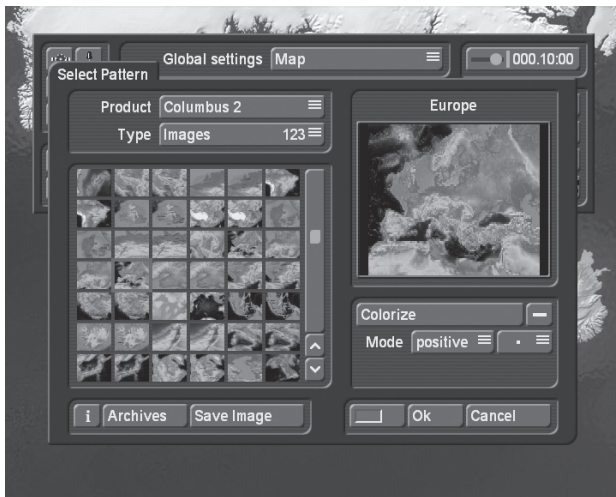 Global settings Map 000.10:00
Select Pattern
Product Columbus 2
Type Images 123
Europe
Colorize
Mode positive
i Archives Save Image Ok Cancel